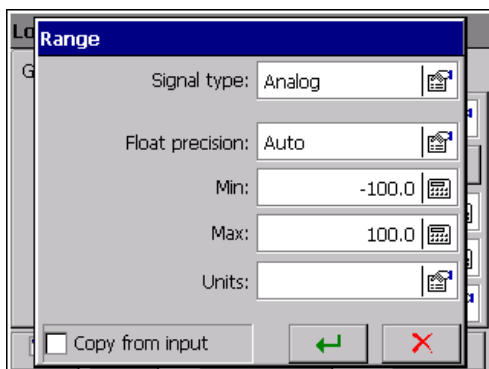 Lo
Range
G
Signal type: Analog
Float precision: Auto
Min: -100.0
Max: 100.0
Units:
Copy from input